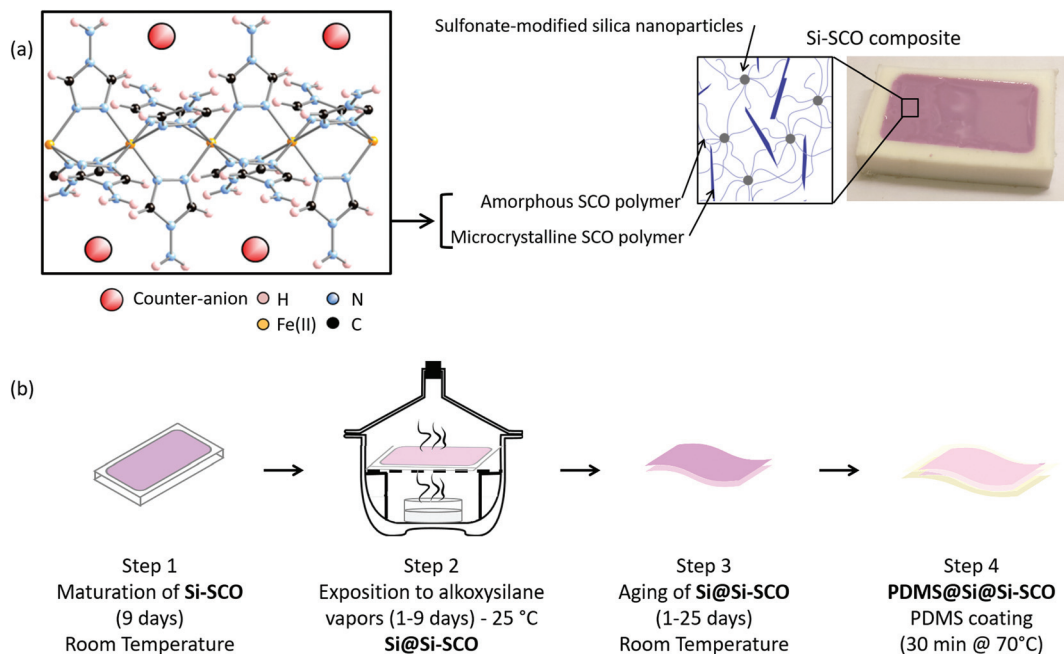 (a)
Sulfonate-modified silica nanoparticles
Si-SCO composite
Amorphous SCO polymer
Microcrystalline SCO polymer
Counter-anion
H
N
Fe(II)
C
(b)
Step 1
Maturation of Si-SCO
(9 days)
Room Temperature
Step 2
Exposition to alkoxysilane
vapors (1-9 days) - 25 °C
Si@Si-SCO
Step 3
Aging of Si@Si-SCO
(1-25 days)
Room Temperature
Step 4
PDMS@Si@Si-SCO
PDMS coating
(30 min @ 70°C)